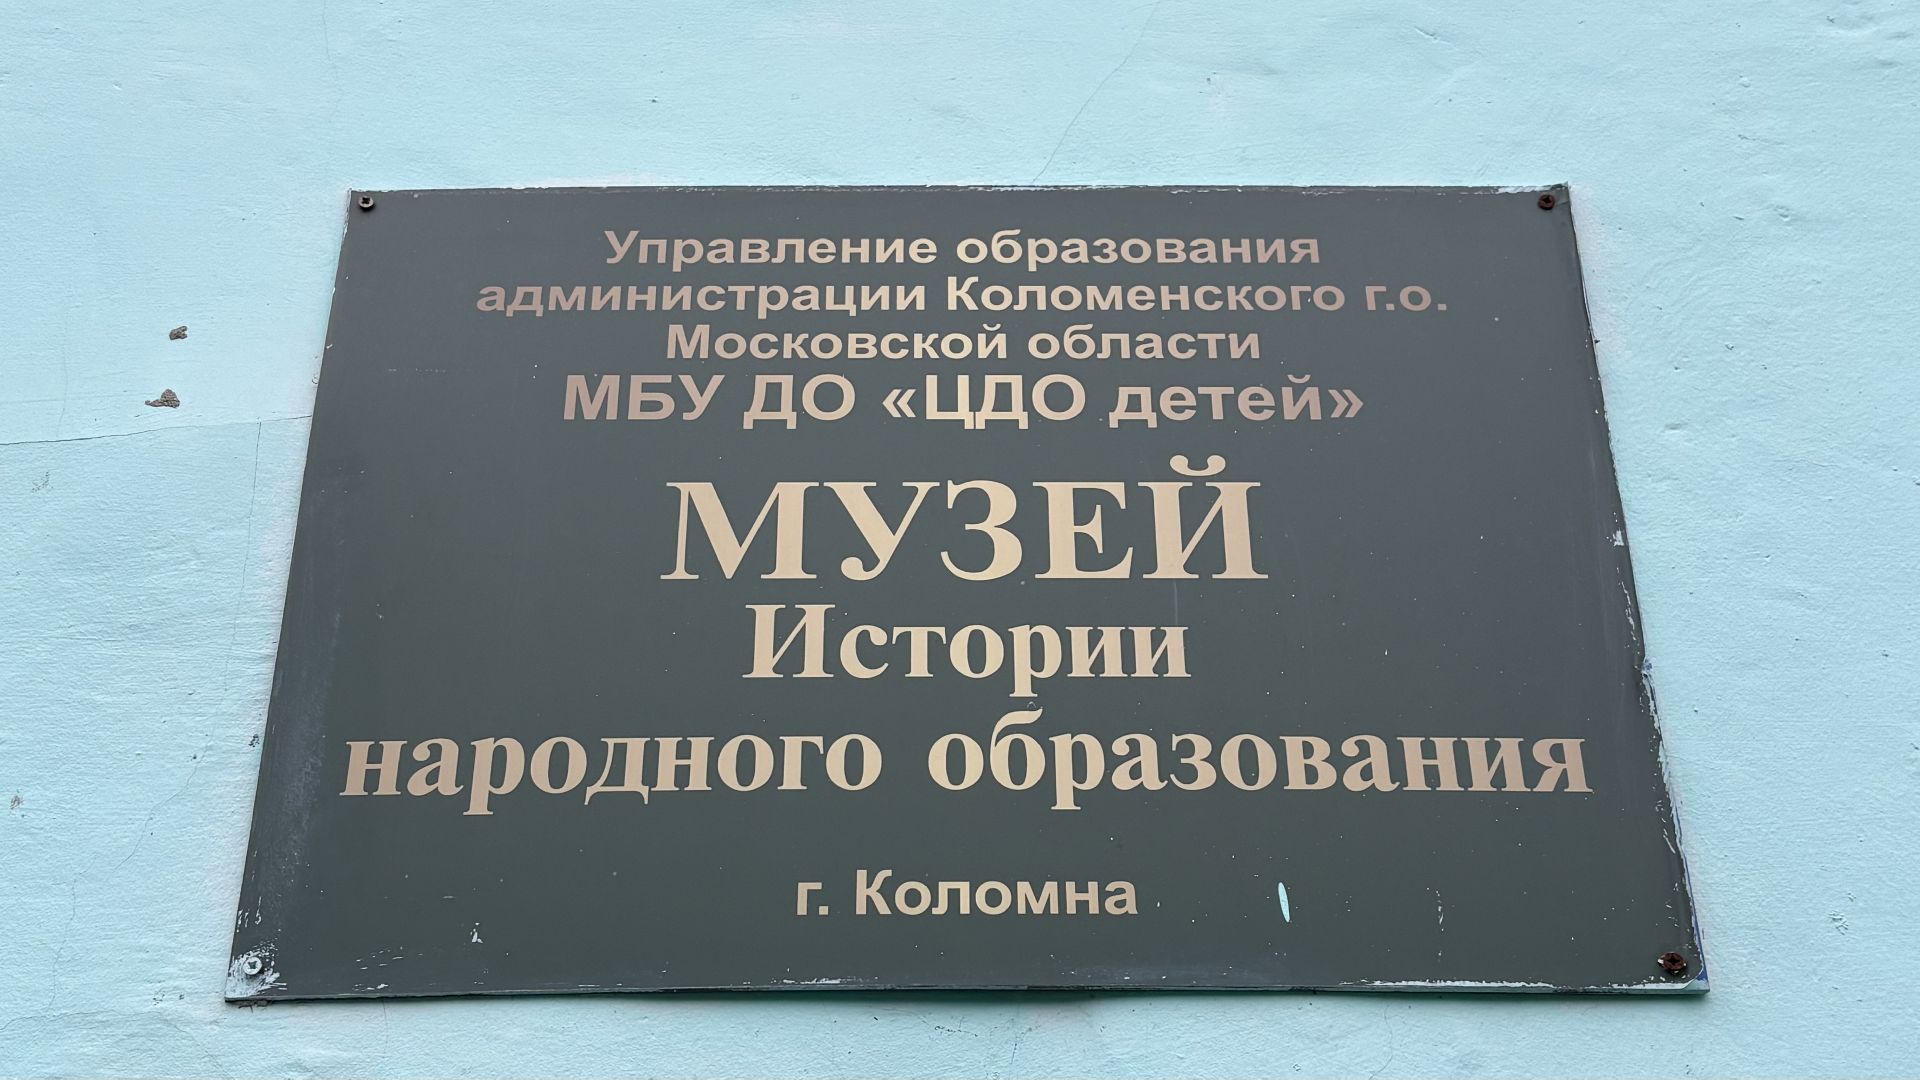 Управление образования
администрации Коломенского г.о.
Московской области
МБУ ДО «ЦДО детей»
МУЗЕЙ
Истории
народного образования
г. Коломна